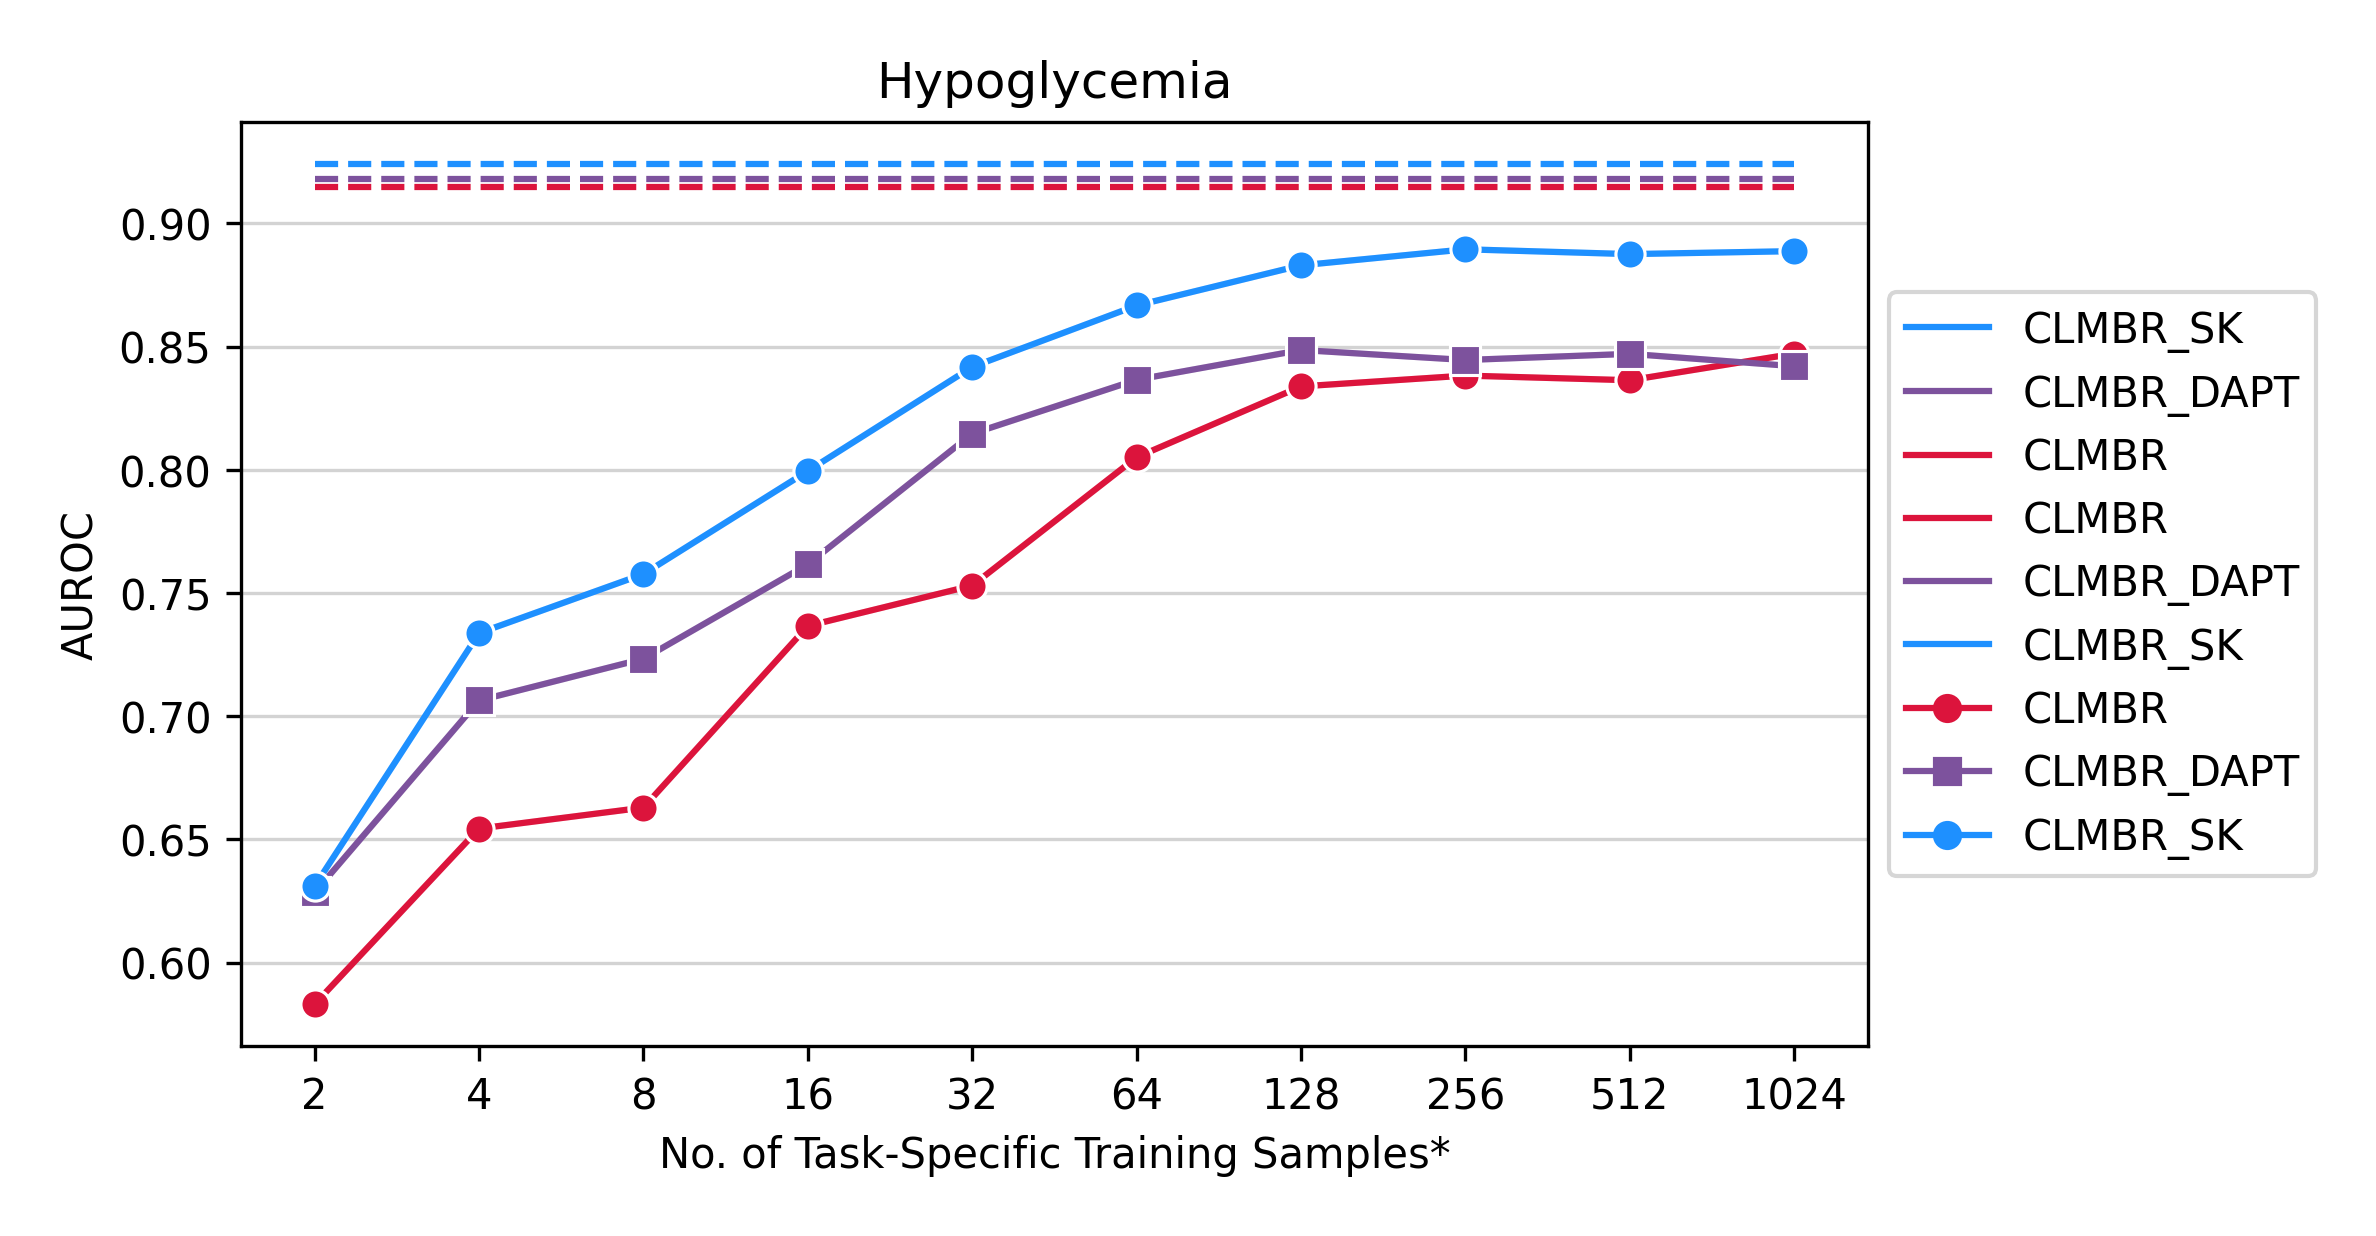 Hypoglycemia
AUROC
0.90
0.85
0.80
0.75
0.70
0.65
0.60
2 4 8 16 32 64 128 256 512 1024
No. of Task-Specific Training Samples*
CLMBR_SK
CLMBR_DAPT
CLMBR
CLMBR
CLMBR_DAPT
CLMBR_SK
CLMBR
CLMBR_DAPT
CLMBR_SK